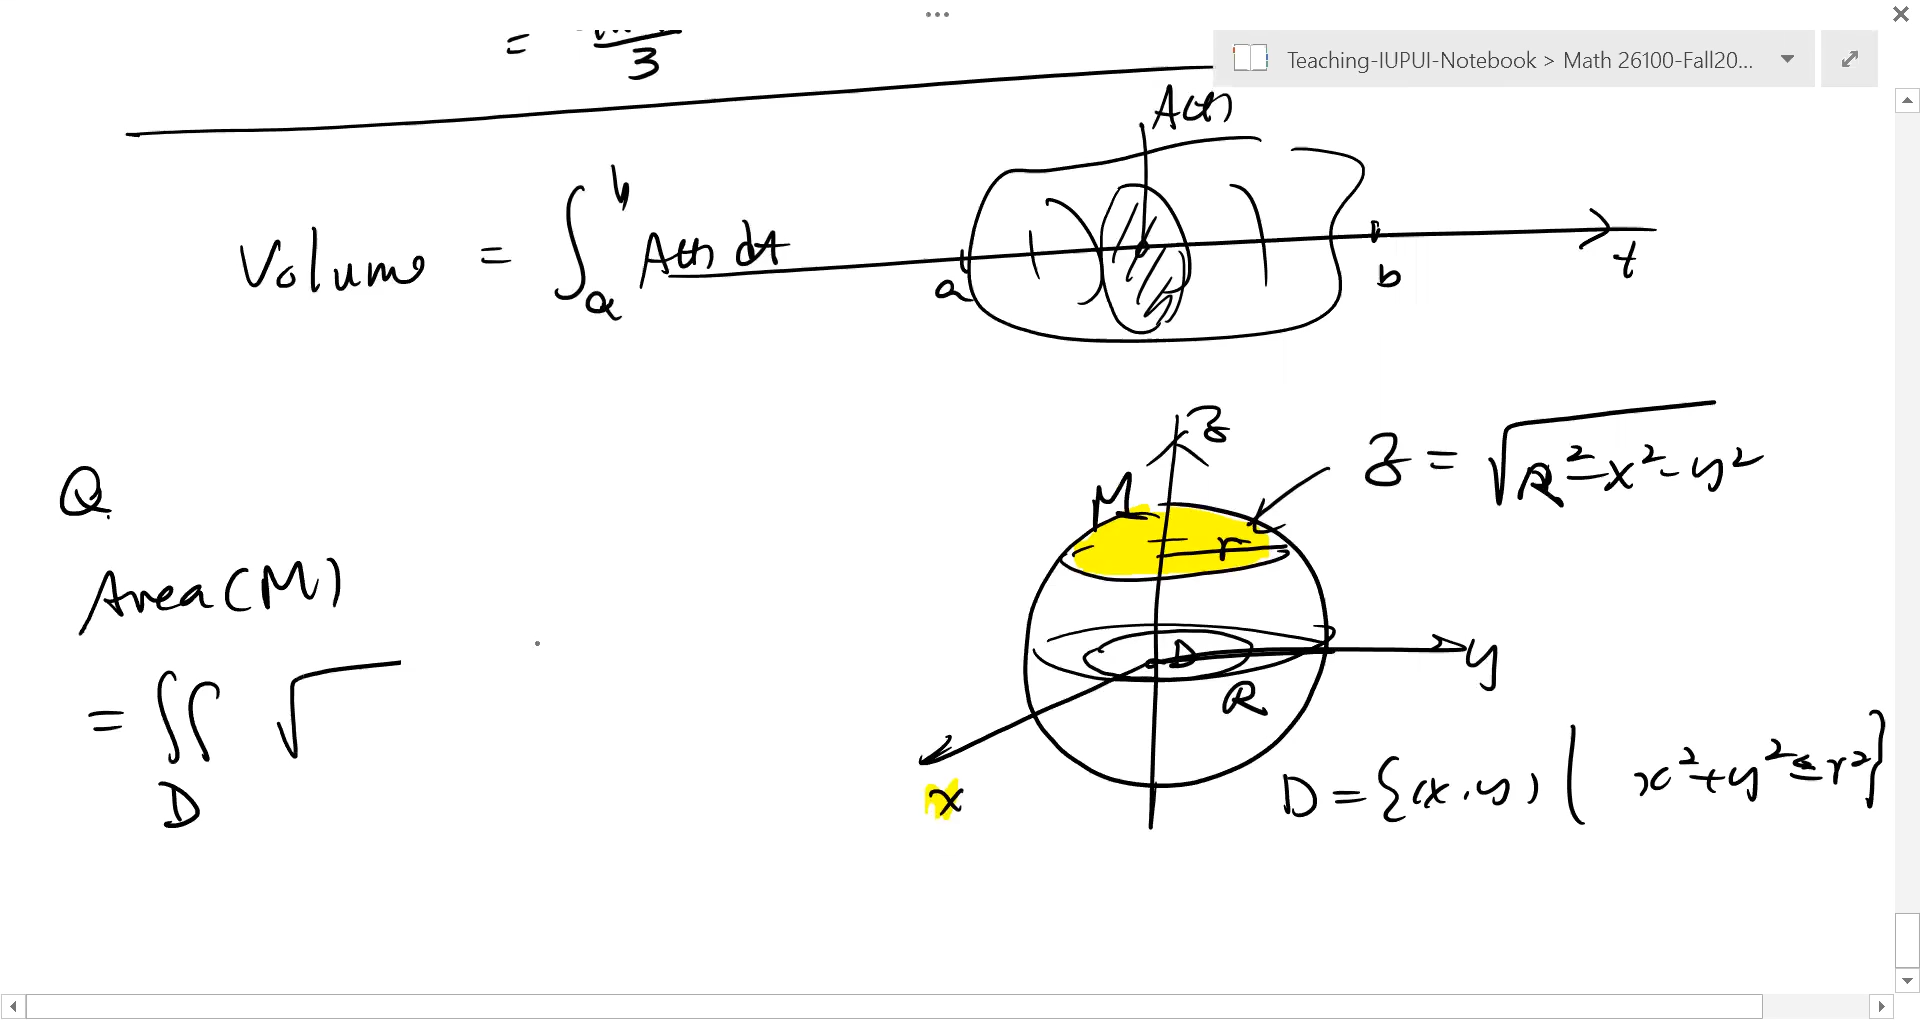 ...
= 3
Teaching-IUPUI-Notebook > Math 26100-Fall20...
A(t)
Volume = ∫_a^b A(t) dt
a b t
z
z = √(R²-x²-y²)
Q
M
r
Area(M)
D
y
R
= ∬_D √
x
D = {(x,y) | x²+y² ≤ r²}